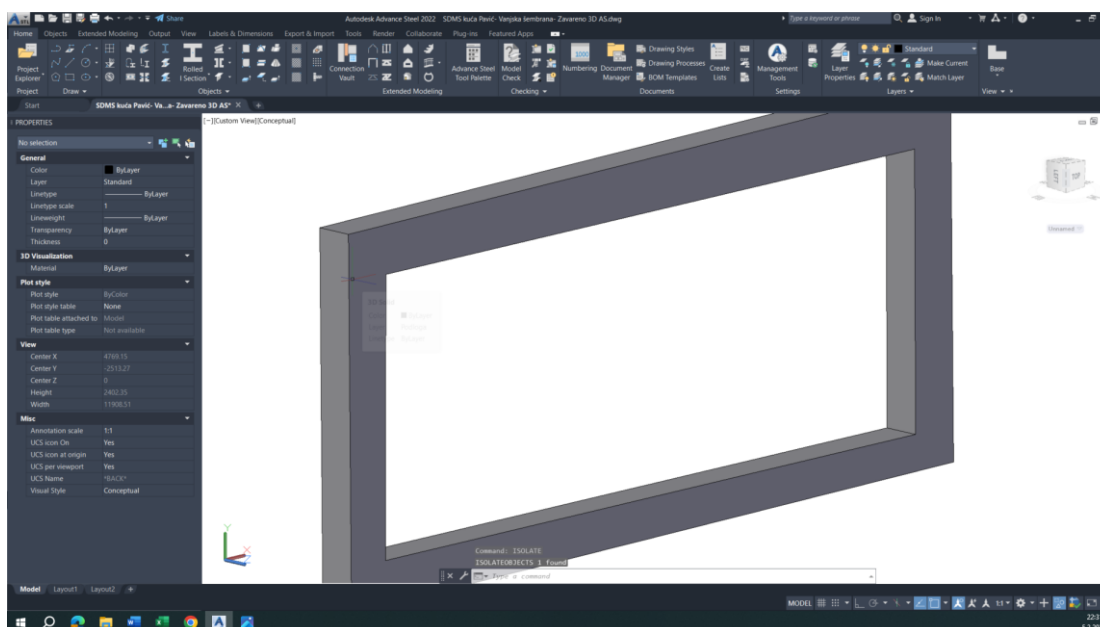 Share
Autodesk Advance Steel 2022 SDMS kuća Pavić- Vanjska šembrana- Zavareno 3D AS.dwg
Type a keyword or phrase
Sign In
Home Objects Extended Modeling Output View Labels & Dimensions Export & Import Tools Render Collaborate Plug-ins Featured Apps
Project Explorer
Rolled I Section
Connection Vault
Advance Steel Tool Palette
Model Check
Numbering
Document Manager
Drawing Styles
Drawing Processes
BOM Templates
Create Lists
Management Tools
Layer Properties
Standard
Make Current
Match Layer
Base
Project Draw Objects Extended Modeling Checking Documents Settings Layers View
Start SDMS kuća Pavić- Va...a- Zavareno 3D AS*
PROPERTIES
[−][Custom View][Conceptual]
No selection
General
Color ByLayer
Layer Standard
Linetype ByLayer
Linetype scale 1
Lineweight ByLayer
Transparency ByLayer
Thickness 0
3D Visualization
Material ByLayer
Plot style
Plot style ByColor
Plot style table None
Plot table attached to Model
Plot table type Not available
View
Center X 4769.15
Center Y -2513.27
Center Z 0
Height 2402.35
Width 11908.51
Misc
Annotation scale 1:1
UCS icon On Yes
UCS icon at origin Yes
UCS per viewport Yes
UCS Name *BACK*
Visual Style Conceptual
LEFT
Unnamed
Y
X
Z
Command: ISOLATE
ISOLATEOBJECTS 1 found
Type a command
Model Layout1 Layout2
MODEL
1:1